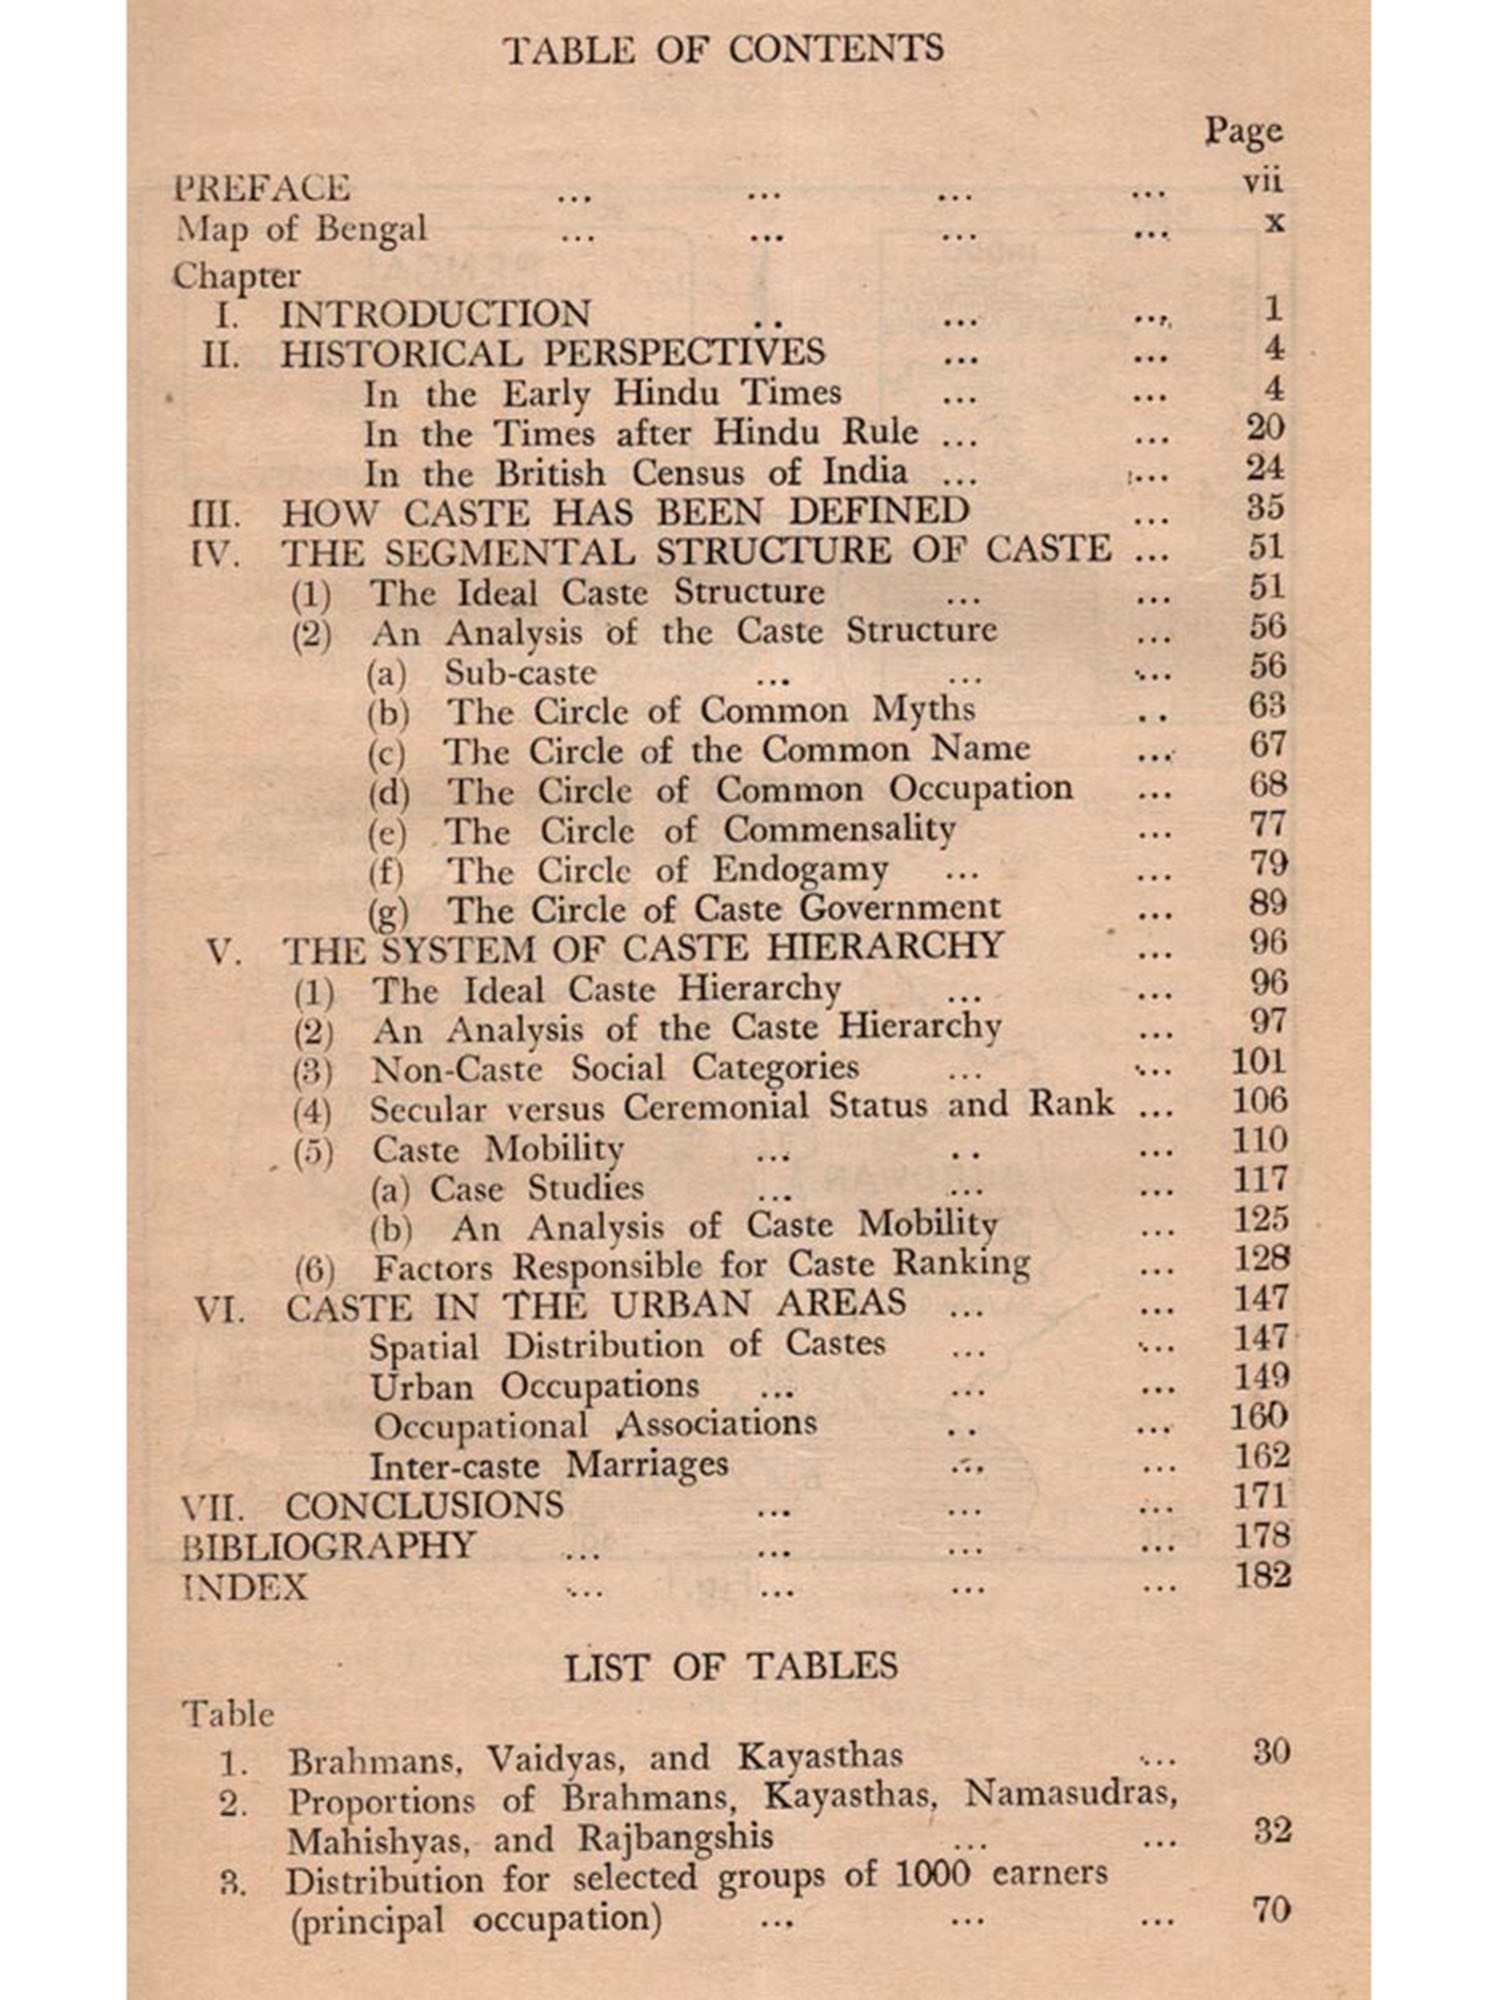 TABLE OF CONTENTS
Page
PREFACE ... ... ... ... vii
Map of Bengal ... ... ... ... x
Chapter
I. INTRODUCTION .. ... ... 1
II. HISTORICAL PERSPECTIVES ... ... 4
In the Early Hindu Times ... ... 4
In the Times after Hindu Rule ... ... 20
In the British Census of India ... ... 24
III. HOW CASTE HAS BEEN DEFINED ... 35
IV. THE SEGMENTAL STRUCTURE OF CASTE ... 51
(1) The Ideal Caste Structure ... ... 51
(2) An Analysis of the Caste Structure ... 56
(a) Sub-caste ... ... ... 56
(b) The Circle of Common Myths .. 63
(c) The Circle of the Common Name ... 67
(d) The Circle of Common Occupation ... 68
(e) The Circle of Commensality ... 77
(f) The Circle of Endogamy ... ... 79
(g) The Circle of Caste Government ... 89
V. THE SYSTEM OF CASTE HIERARCHY ... 96
(1) The Ideal Caste Hierarchy ... ... 96
(2) An Analysis of the Caste Hierarchy ... 97
(3) Non-Caste Social Categories ... ... 101
(4) Secular versus Ceremonial Status and Rank ... 106
(5) Caste Mobility ... .. ... 110
(a) Case Studies ... ... ... 117
(b) An Analysis of Caste Mobility ... 125
(6) Factors Responsible for Caste Ranking ... 128
VI. CASTE IN THE URBAN AREAS ... ... 147
Spatial Distribution of Castes ... ... 147
Urban Occupations ... ... ... 149
Occupational Associations .. ... 160
Inter-caste Marriages ... ... 162
VII. CONCLUSIONS ... ... ... 171
BIBLIOGRAPHY ... ... ... ... 178
INDEX ... ... ... ... 182
LIST OF TABLES
Table
1. Brahmans, Vaidyas, and Kayasthas ... 30
2. Proportions of Brahmans, Kayasthas, Namasudras,
Mahishyas, and Rajbangshis ... ... 32
3. Distribution for selected groups of 1000 earners
(principal occupation) ... ... ... 70